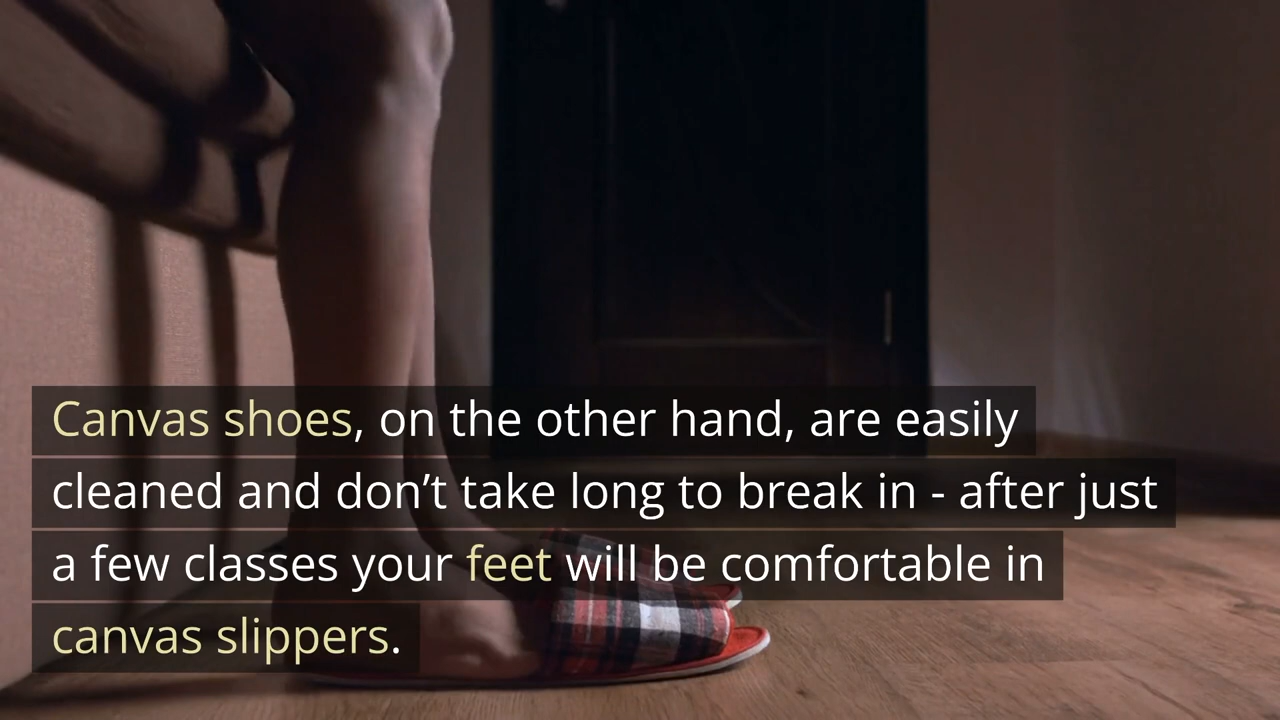 Canvas shoes, on the other hand, are easily
cleaned and don’t take long to break in - after just
a few classes your feet will be comfortable in
canvas slippers.